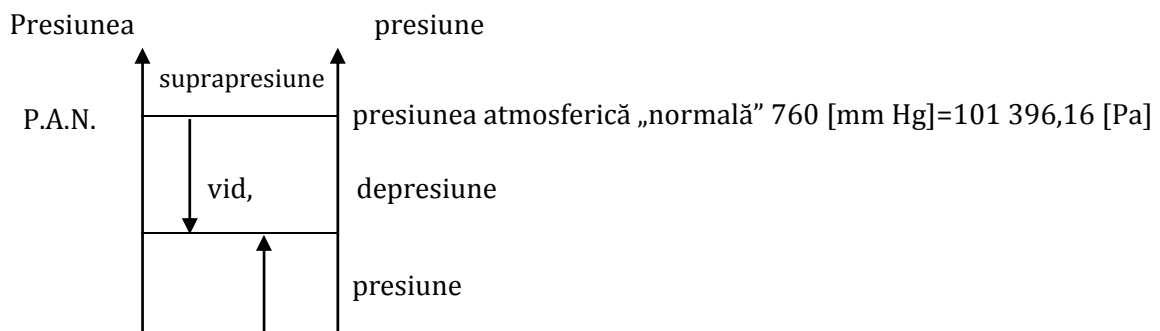 Presiunea presiune
suprapresiune
P.A.N. presiunea atmosferică „normală” 760 [mm Hg]=101 396,16 [Pa]
vid, depresiune
presiune